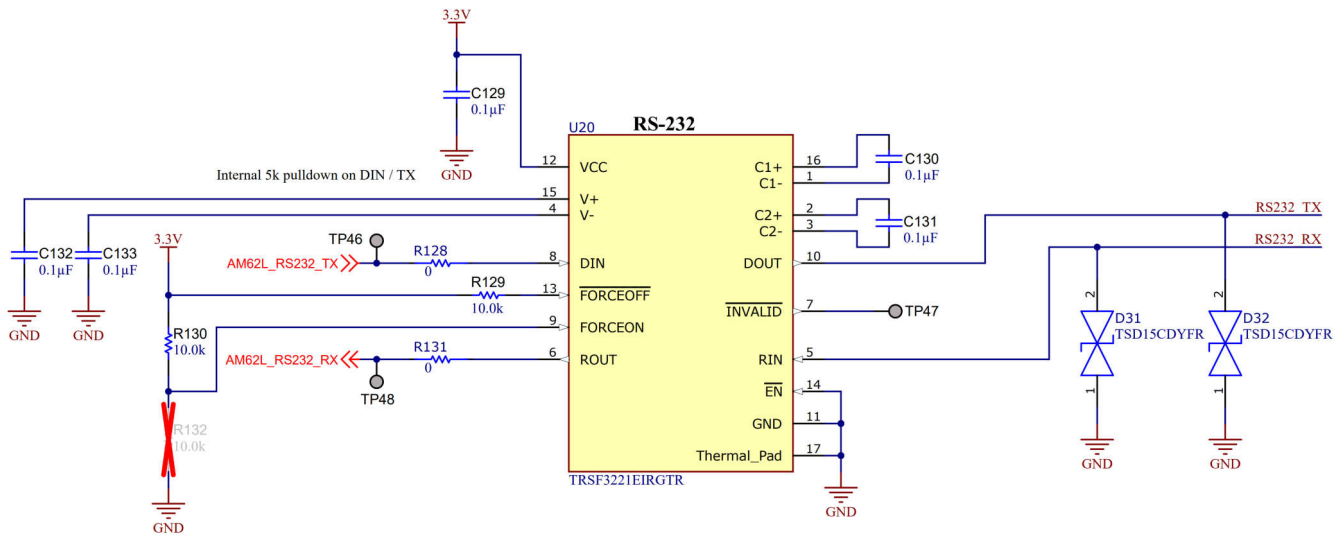 3.3V
C129
0.1µF
GND
U20
RS-232
Internal 5k pulldown on DIN / TX
12
VCC
15
V+
4
V-
C132
0.1µF
GND
C133
0.1µF
GND
3.3V
TP46
AM62L_RS232_TX
R128
0
8
DIN
R129
10.0k
13
FORCEOFF
R130
10.0k
9
FORCEON
AM62L_RS232_RX
R131
0
6
ROUT
TP48
R132
10.0k
GND
C1+
16
C1-
1
C130
0.1µF
C2+
2
C2-
3
C131
0.1µF
DOUT
10
INVALID
7
TP47
RIN
5
EN
14
GND
11
Thermal_Pad
17
TRSF3221EIRGTR
GND
RS232_TX
RS232_RX
2
D31
TSD15CDYFR
1
GND
2
D32
TSD15CDYFR
1
GND